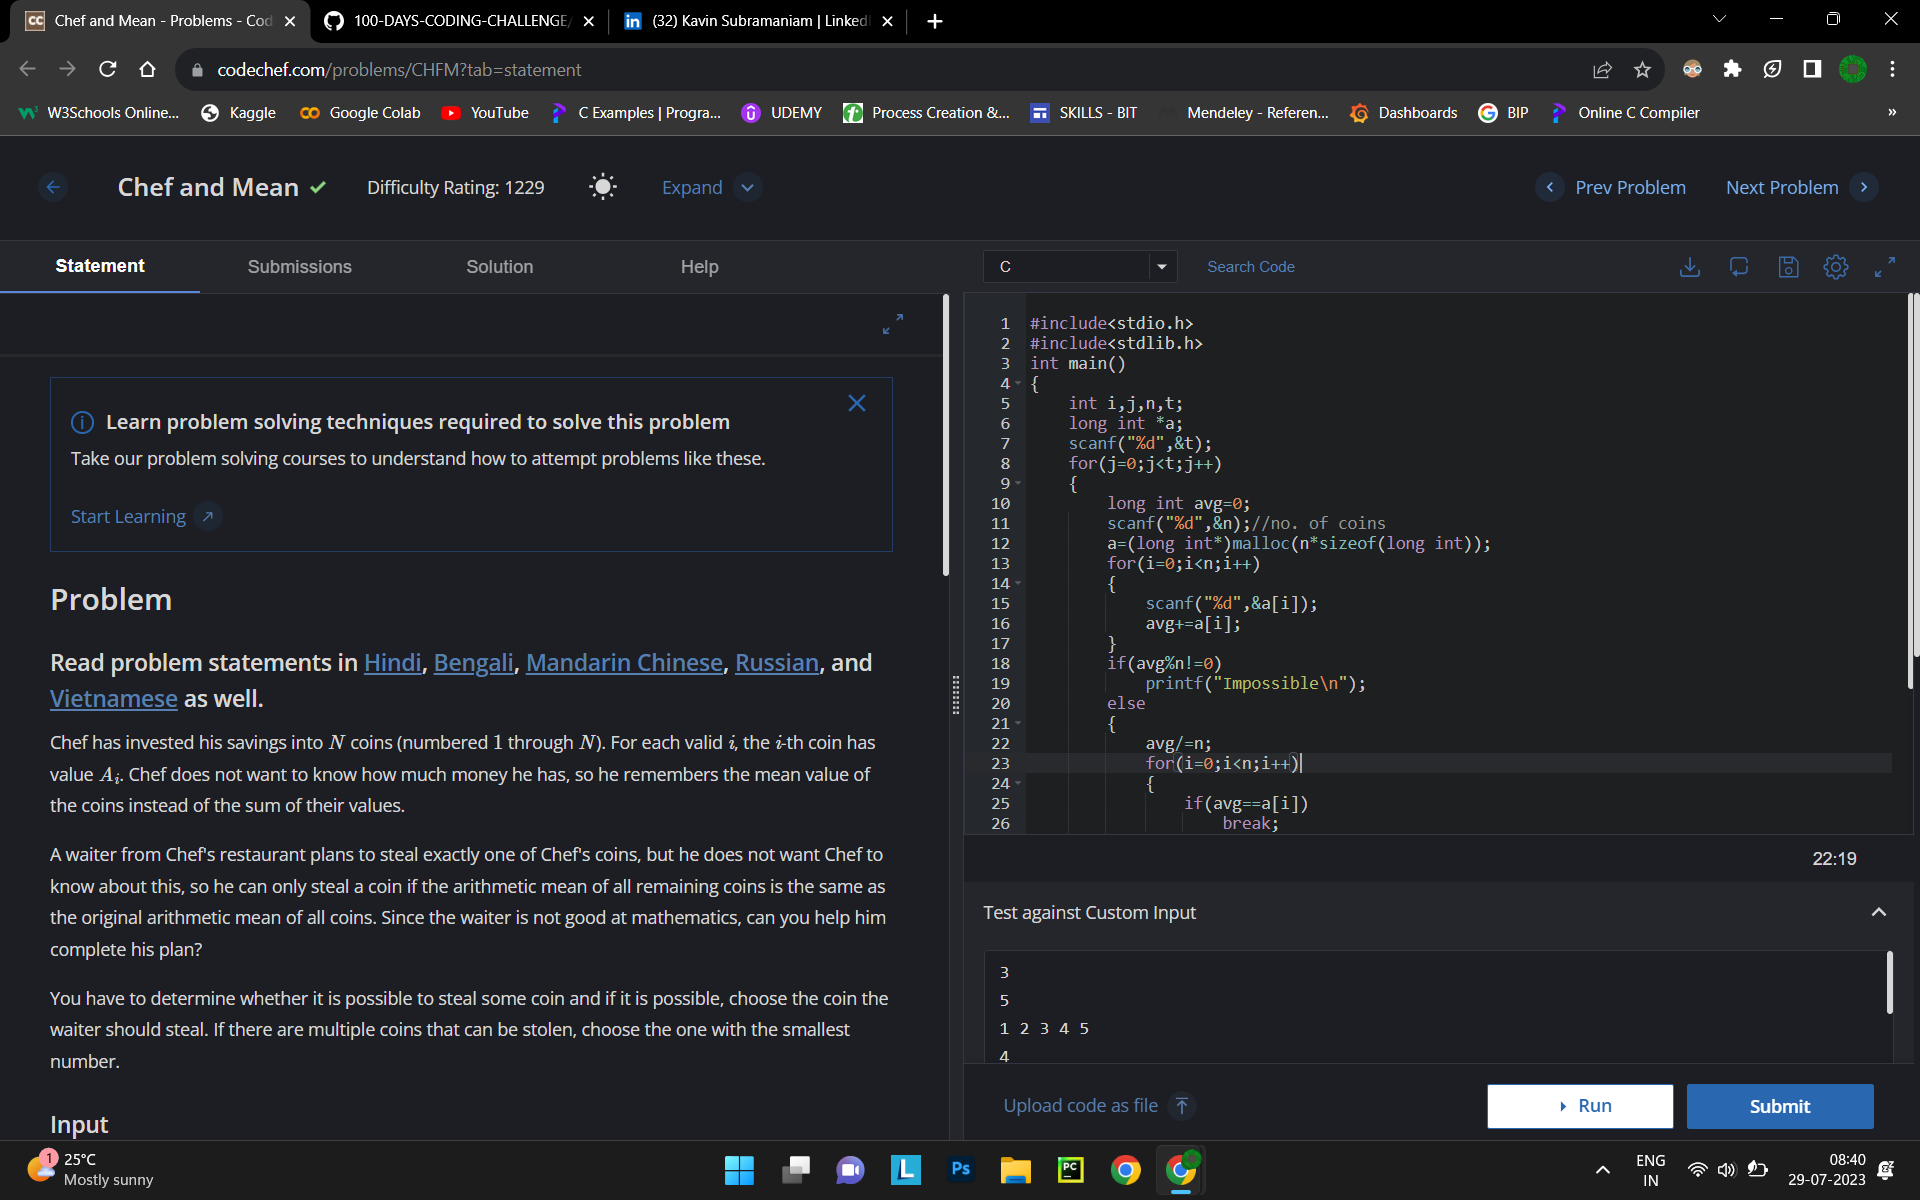 Chef and Mean - Problems - Cod
100-DAYS-CODING-CHALLENGE/
(32) Kavin Subramaniam | LinkedI
codechef.com/problems/CHFM?tab=statement
W3Schools Online...
Kaggle
Google Colab
YouTube
C Examples | Progra...
UDEMY
Process Creation &...
SKILLS - BIT
Mendeley - Referen...
Dashboards
BIP
Online C Compiler
»
Chef and Mean
Difficulty Rating: 1229
Expand
Prev Problem
Next Problem
Statement
Submissions
Solution
Help
C
Search Code
Learn problem solving techniques required to solve this problem
Take our problem solving courses to understand how to attempt problems like these.
Start Learning
Problem
Read problem statements in Hindi, Bengali, Mandarin Chinese, Russian, and
Vietnamese as well.
Chef has invested his savings into N coins (numbered 1 through N). For each valid i, the i-th coin has
value Ai. Chef does not want to know how much money he has, so he remembers the mean value of
the coins instead of the sum of their values.
A waiter from Chef's restaurant plans to steal exactly one of Chef's coins, but he does not want Chef to
know about this, so he can only steal a coin if the arithmetic mean of all remaining coins is the same as
the original arithmetic mean of all coins. Since the waiter is not good at mathematics, can you help him
complete his plan?
You have to determine whether it is possible to steal some coin and if it is possible, choose the coin the
waiter should steal. If there are multiple coins that can be stolen, choose the one with the smallest
number.
Input
1 #include<stdio.h>
2 #include<stdlib.h>
3 int main()
4 {
5 int i,j,n,t;
6 long int *a;
7 scanf("%d",&t);
8 for(j=0;j<t;j++)
9 {
10 long int avg=0;
11 scanf("%d",&n);//no. of coins
12 a=(long int*)malloc(n*sizeof(long int));
13 for(i=0;i<n;i++)
14 {
15 scanf("%d",&a[i]);
16 avg+=a[i];
17 }
18 if(avg%n!=0)
19 printf("Impossible\n");
20 else
21 {
22 avg/=n;
23 for(i=0;i<n;i++)
24 {
25 if(avg==a[i])
26 break;
22:19
Test against Custom Input
3
5
1 2 3 4 5
4
Upload code as file
Run
Submit
1
25°C
Mostly sunny
L
Ps
PC
ENG
IN
08:40
29-07-2023